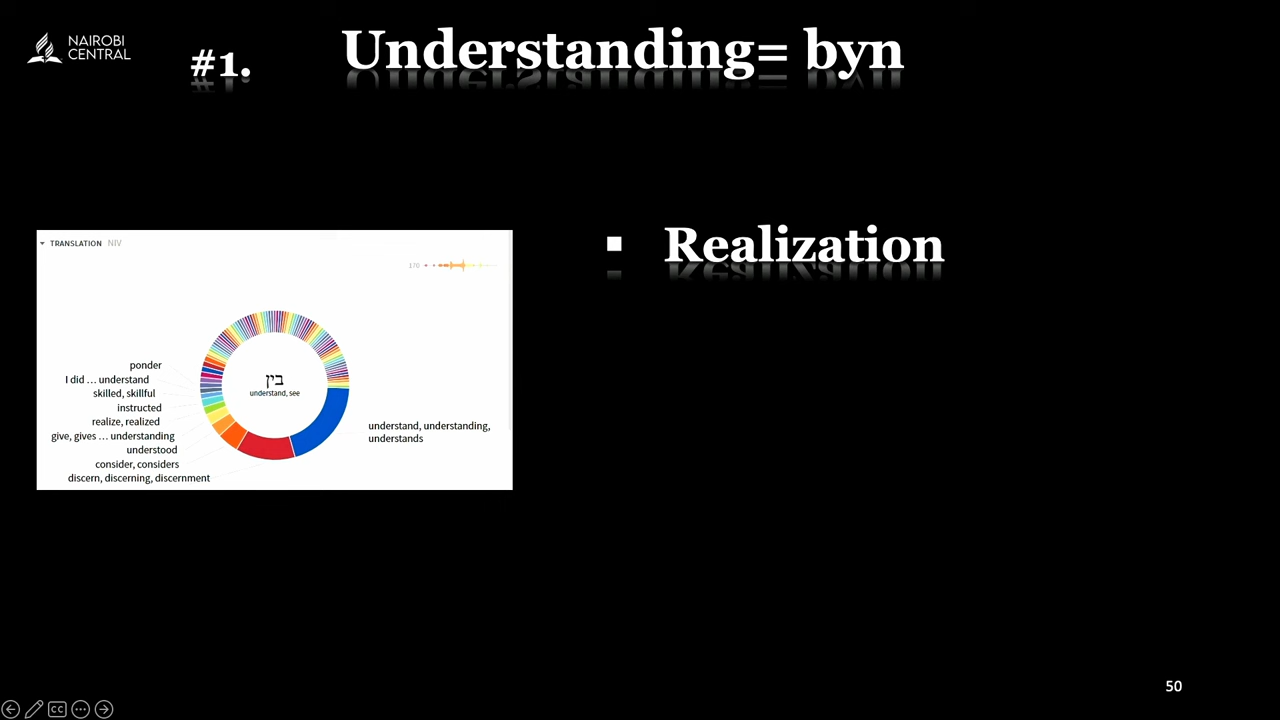 NAIROBI
CENTRAL
#1.
Understanding= byn
TRANSLATION NIV
170
ponder
I did ... understand
skilled, skillful
instructed
realize, realized
give, gives ... understanding
understood
consider, considers
discern, discerning, discernment
בין
understand, see
understand, understanding,
understands
▪ Realization
50
CC